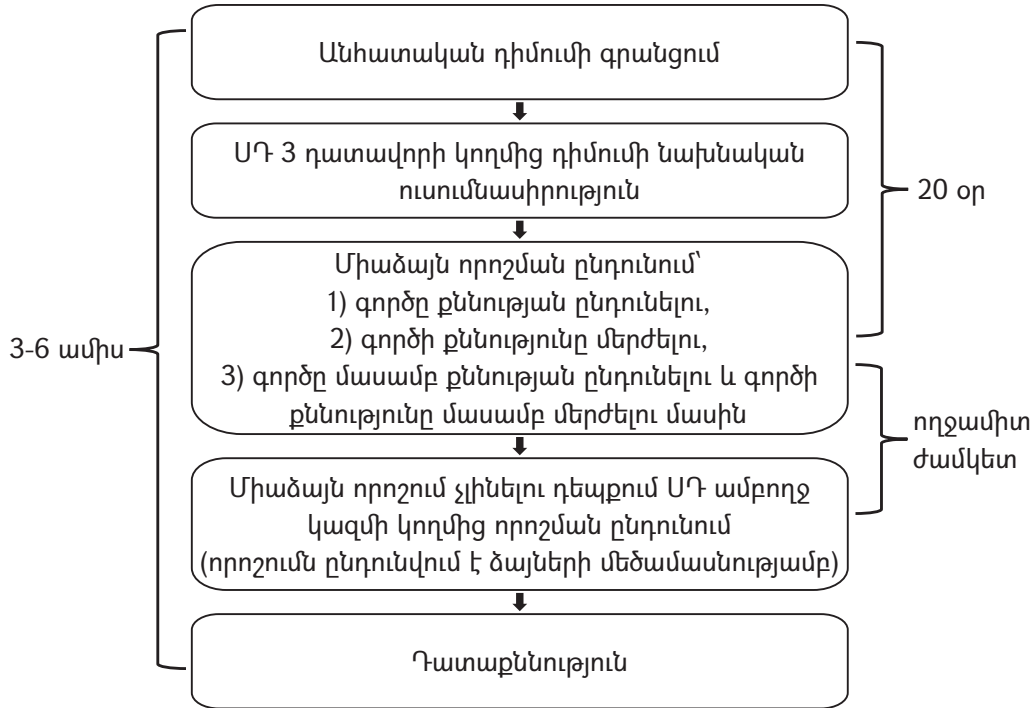 Անհատական դիմումի գրանցում
ՍԴ 3 դատավորի կողմից դիմումի նախնական
ուսումնասիրություն
20 օր
Միաձայն որոշման ընդունում՝
1) գործը քննության ընդունելու,
2) գործի քննությունը մերժելու,
3) գործը մասամբ քննության ընդունելու և գործի
քննությունը մասամբ մերժելու մասին
3-6 ամիս
ողջամիտ
ժամկետ
Միաձայն որոշում չլինելու դեպքում ՍԴ ամբողջ
կազմի կողմից որոշման ընդունում
(որոշումն ընդունվում է ձայների մեծամասնությամբ)
Դատաքննություն